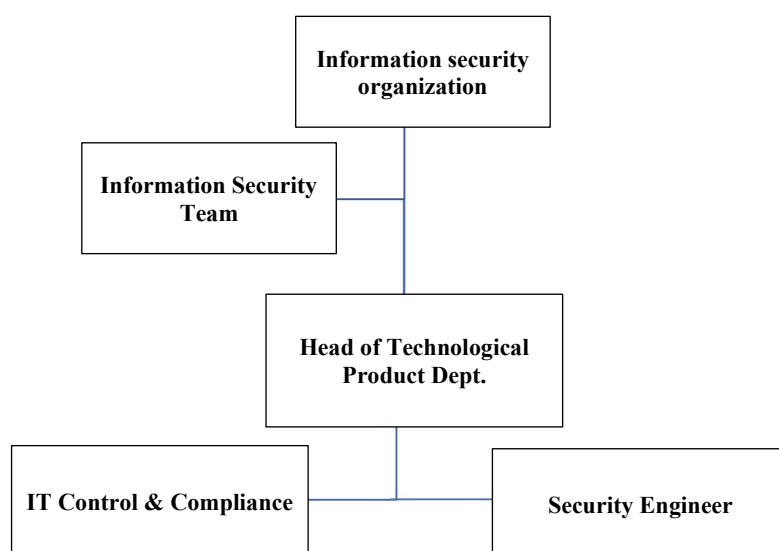 Information security
organization
Information Security
Team
Head of Technological
Product Dept.
IT Control & Compliance
Security Engineer